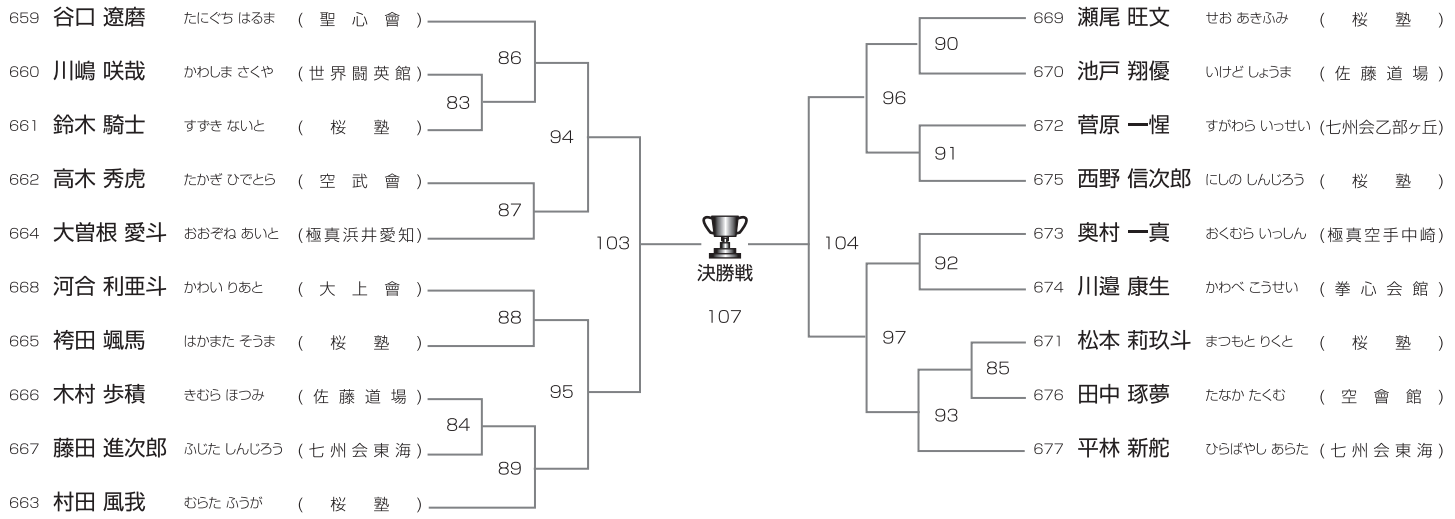 659 谷口 遼磨 たにぐち はるま (聖心會)
660 川嶋 咲哉 かわしま さくや (世界闘英館)
661 鈴木 騎士 すずき ないと (桜塾)
662 高木 秀虎 たかぎ ひでとら (空武會)
664 大曽根 愛斗 おおぞね あいと (極真浜井愛知)
668 河合 利亜斗 かわい りあと (大上會)
665 袴田 颯馬 はかまた そうま (桜塾)
666 木村 歩積 きむら ほつみ (佐藤道場)
667 藤田 進次郎 ふじた しんじろう (七州会東海)
663 村田 風我 むらた ふうが (桜塾)
86
83
94
87
103
88
95
84
89
決勝戦
107
104
90
96
91
92
97
85
93
669 瀬尾 旺文 せお あきふみ (桜塾)
670 池戸 翔優 いけど しょうま (佐藤道場)
672 菅原 一惺 すがわら いっせい (七州会乙部ヶ丘)
675 西野 信次郎 にしの しんじろう (桜塾)
673 奥村 一真 おくむら いっしん (極真空手中崎)
674 川邉 康生 かわべ こうせい (拳心会館)
671 松本 莉玖斗 まつもと りくと (桜塾)
676 田中 琢夢 たなか たくむ (空會館)
677 平林 新舵 ひらばやし あらた (七州会東海)